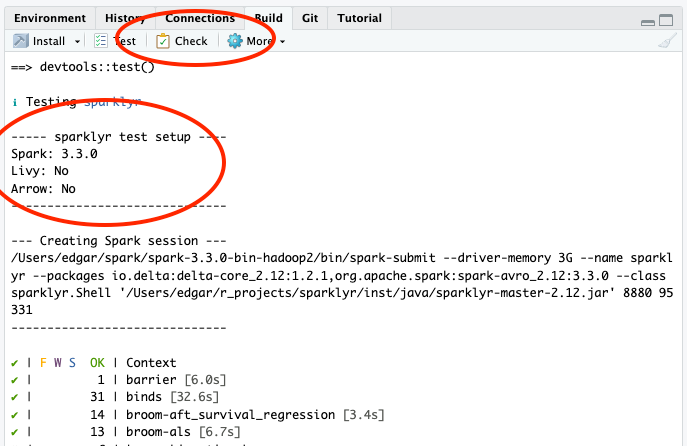 Environment History Connections Build Git Tutorial
Install Test Check More
==> devtools::test()
ℹ Testing sparklyr
----- sparklyr test setup ----
Spark: 3.3.0
Livy: No
Arrow: No
------------------------------
--- Creating Spark session ---
/Users/edgar/spark/spark-3.3.0-bin-hadoop2/bin/spark-submit --driver-memory 3G --name sparkl
yr --packages io.delta:delta-core_2.12:1.2.1,org.apache.spark:spark-avro_2.12:3.3.0 --class
sparklyr.Shell '/Users/edgar/r_projects/sparklyr/inst/java/sparklyr-master-2.12.jar' 8880 95
331
------------------------------
✔ | F W S  OK | Context
✔ |         1 | barrier [6.0s]
✔ |        31 | binds [32.6s]
✔ |        14 | broom-aft_survival_regression [3.4s]
✔ |        13 | broom-als [6.7s]